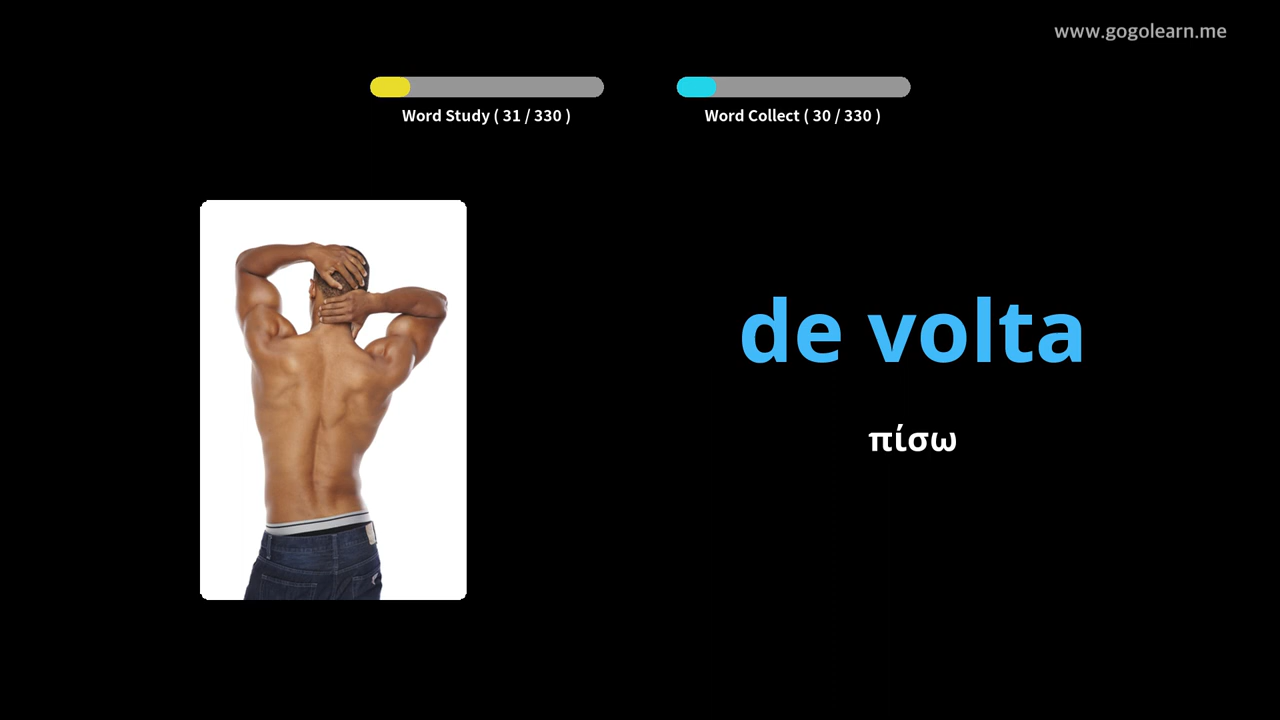 www.gogolearn.me
Word Study ( 31 / 330 )
Word Collect ( 30 / 330 )
de volta
πίσω